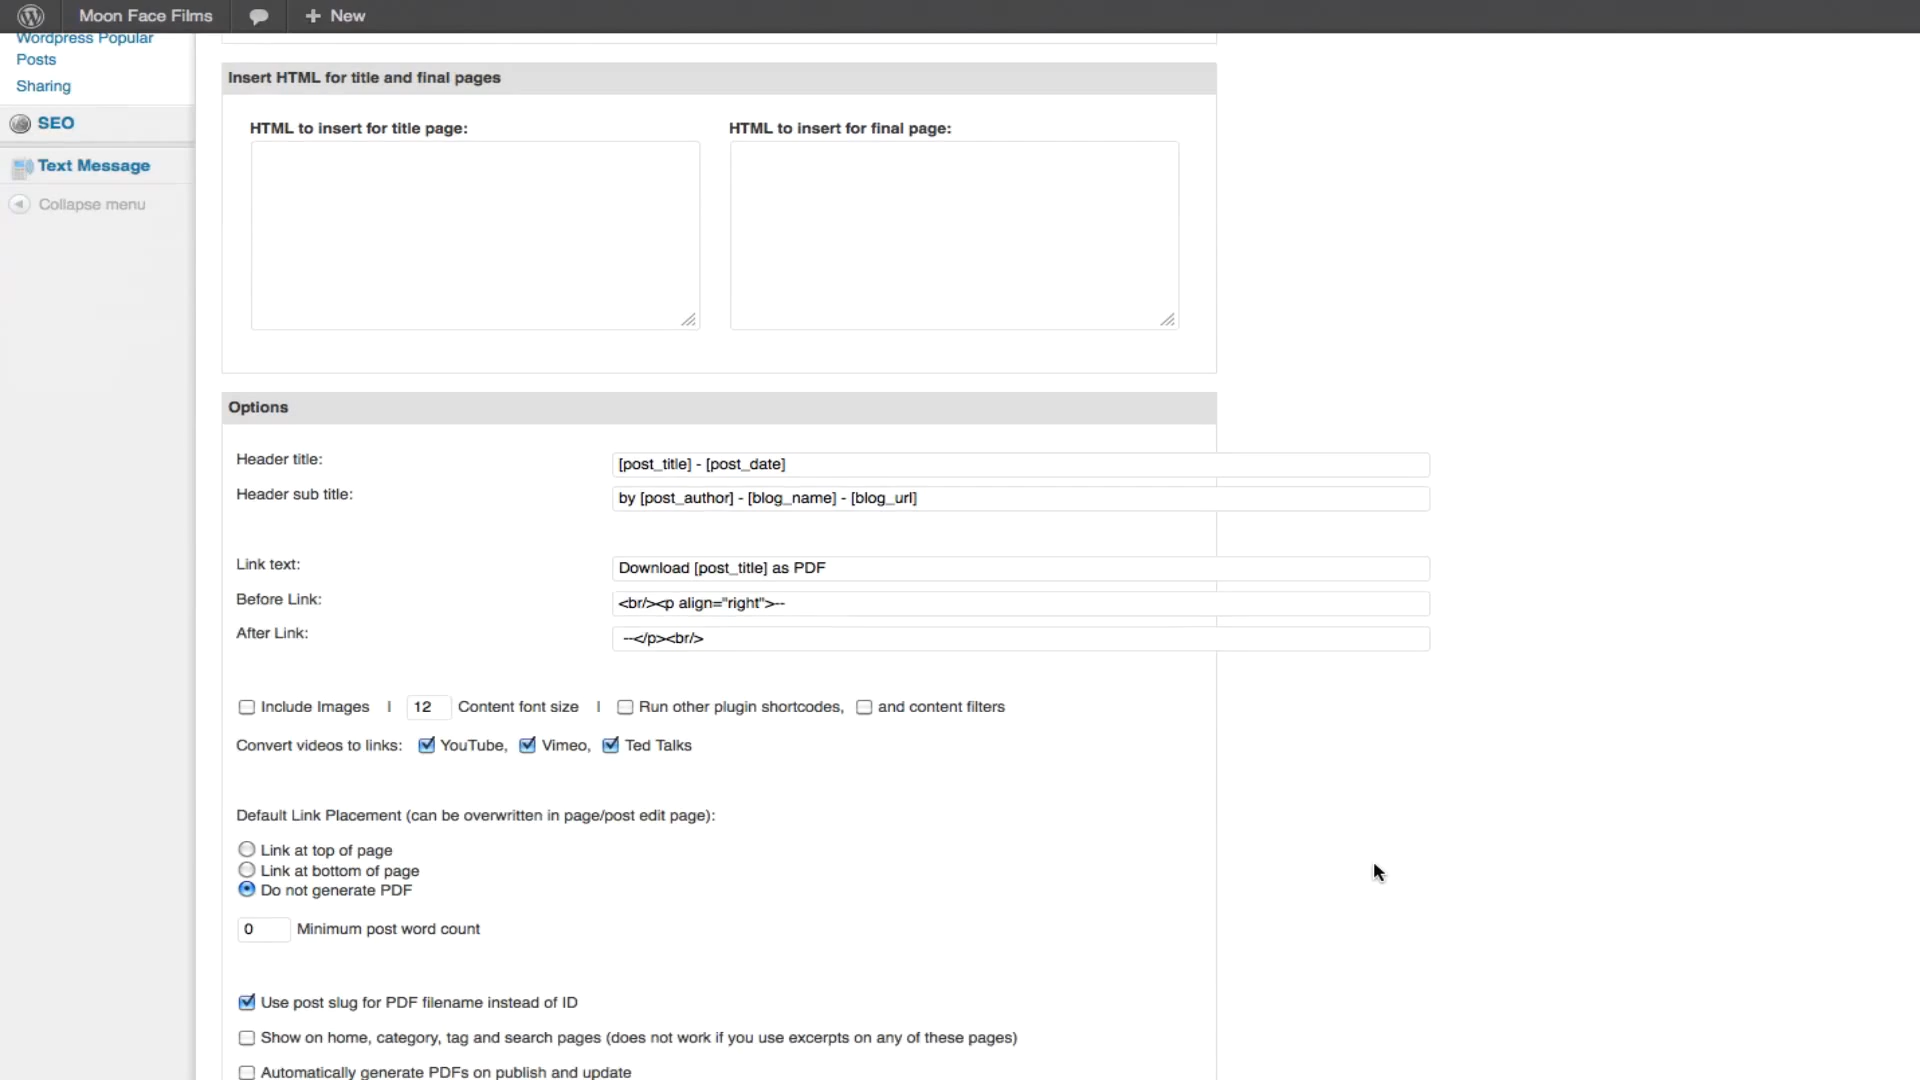 Moon Face Films New
Wordpress Popular
Posts
Sharing
SEO
Text Message
Collapse menu
Insert HTML for title and final pages
HTML to insert for title page: HTML to insert for final page:
Options
Header title: [post_title] - [post_date]
Header sub title: by [post_author] - [blog_name] - [blog_url]
Link text: Download [post_title] as PDF
Before Link: <br/><p align="right">--
After Link: --</p><br/>
Include Images | 12 Content font size | Run other plugin shortcodes, and content filters
Convert videos to links: YouTube, Vimeo, Ted Talks
Default Link Placement (can be overwritten in page/post edit page):
Link at top of page
Link at bottom of page
Do not generate PDF
0 Minimum post word count
Use post slug for PDF filename instead of ID
Show on home, category, tag and search pages (does not work if you use excerpts on any of these pages)
Automatically generate PDFs on publish and update